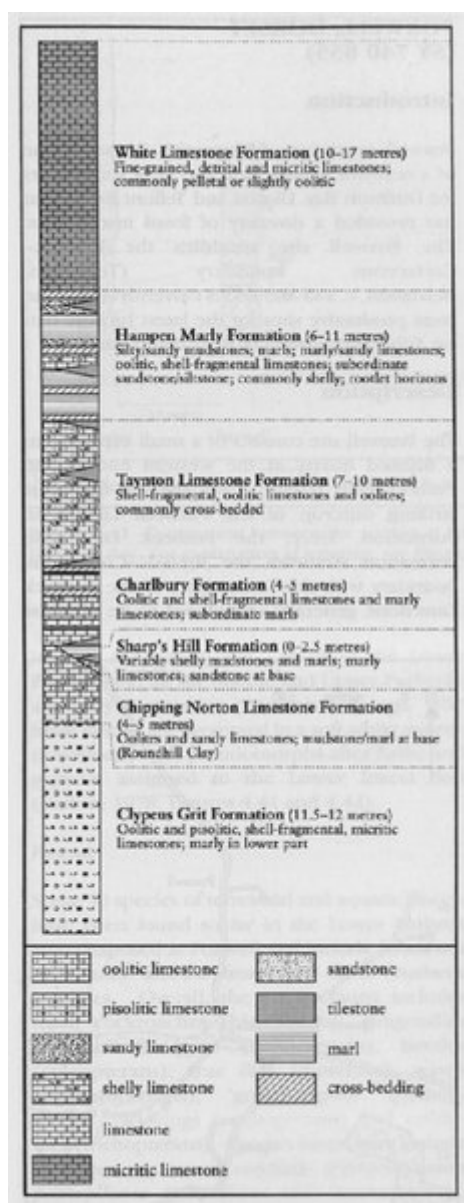 White Limestone Formation (10–17 metres)
Fine-grained, detrital and micritic limestones;
commonly pelletal or slightly oolitic
Hampen Marly Formation (6–11 metres)
Silty/sandy mudstones; marls; marly/sandy limestones;
oolitic, shell-fragmental limestones; subordinate
sandstone/siltstone; commonly shelly; rootlet horizons
Taynton Limestone Formation (7–10 metres)
Shell-fragmental, oolitic limestones and oolites;
commonly cross-bedded
Charlbury Formation (4–5 metres)
Oolitic and shell-fragmental limestones and marly
limestones; subordinate marls
Sharp's Hill Formation (0–2.5 metres)
Variable shelly mudstones and marls; marly
limestones; sandstone at base
Chipping Norton Limestone Formation
(4–5 metres)
Oolites and sandy limestones; mudstone/marl at base
(Roundhill Clay)
Clypeus Grit Formation (11.5–12 metres)
Oolitic and pisolitic, shell-fragmental, micritic
limestones; marly in lower part
oolitic limestone
sandstone
pisolitic limestone
tilestone
sandy limestone
marl
shelly limestone
cross-bedding
limestone
micritic limestone